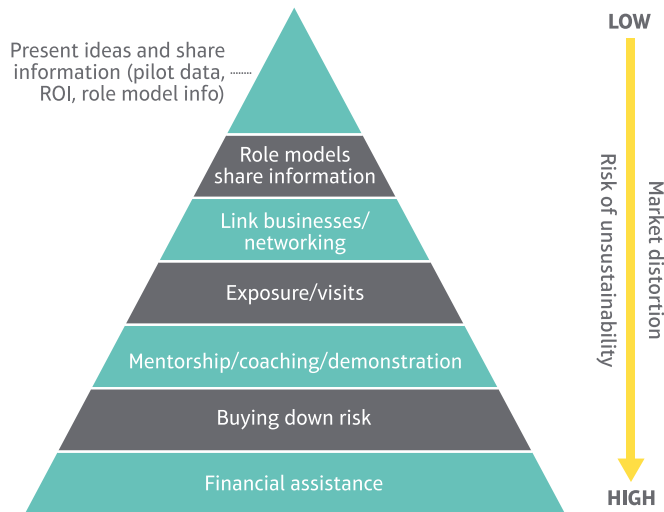 Present ideas and share
information (pilot data,
ROI, role model info)
Role models
share information
Link businesses/
networking
Exposure/visits
Mentorship/coaching/demonstration
Buying down risk
Financial assistance
LOW
Risk of unsustainability
Market distortion
HIGH